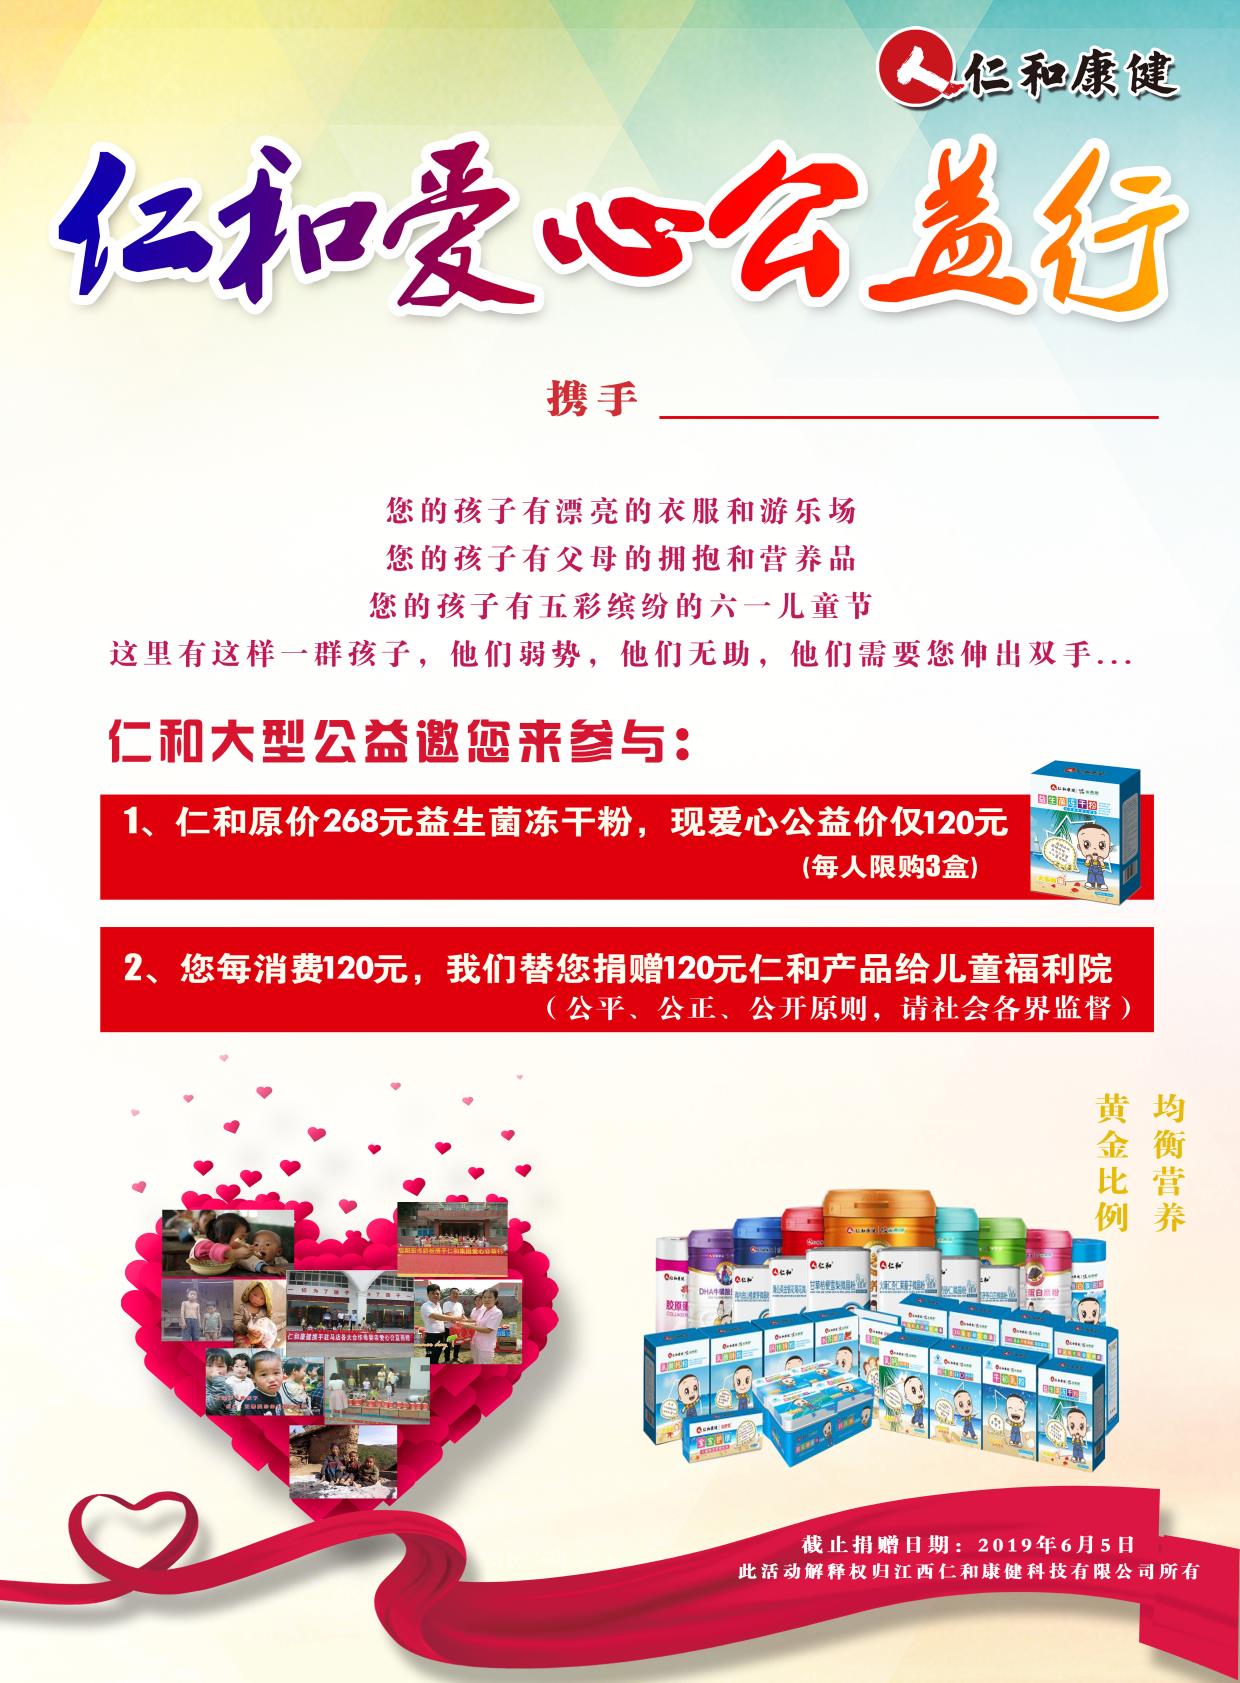 仁和康健
仁和爱心公益行
携手
您的孩子有漂亮的衣服和游乐场
您的孩子有父母的拥抱和营养品
您的孩子有五彩缤纷的六一儿童节
这里有这样一群孩子，他们弱势，他们无助，他们需要您伸出双手...
仁和大型公益邀您来参与：
1、仁和原价268元益生菌冻干粉，现爱心公益价仅120元
(每人限购3盒)
2、您每消费120元，我们替您捐赠120元仁和产品给儿童福利院
（公平、公正、公开原则，请社会各界监督）
均衡营养
黄金比例
截止捐赠日期：2019年6月5日
此活动解释权归江西仁和康健科技有限公司所有